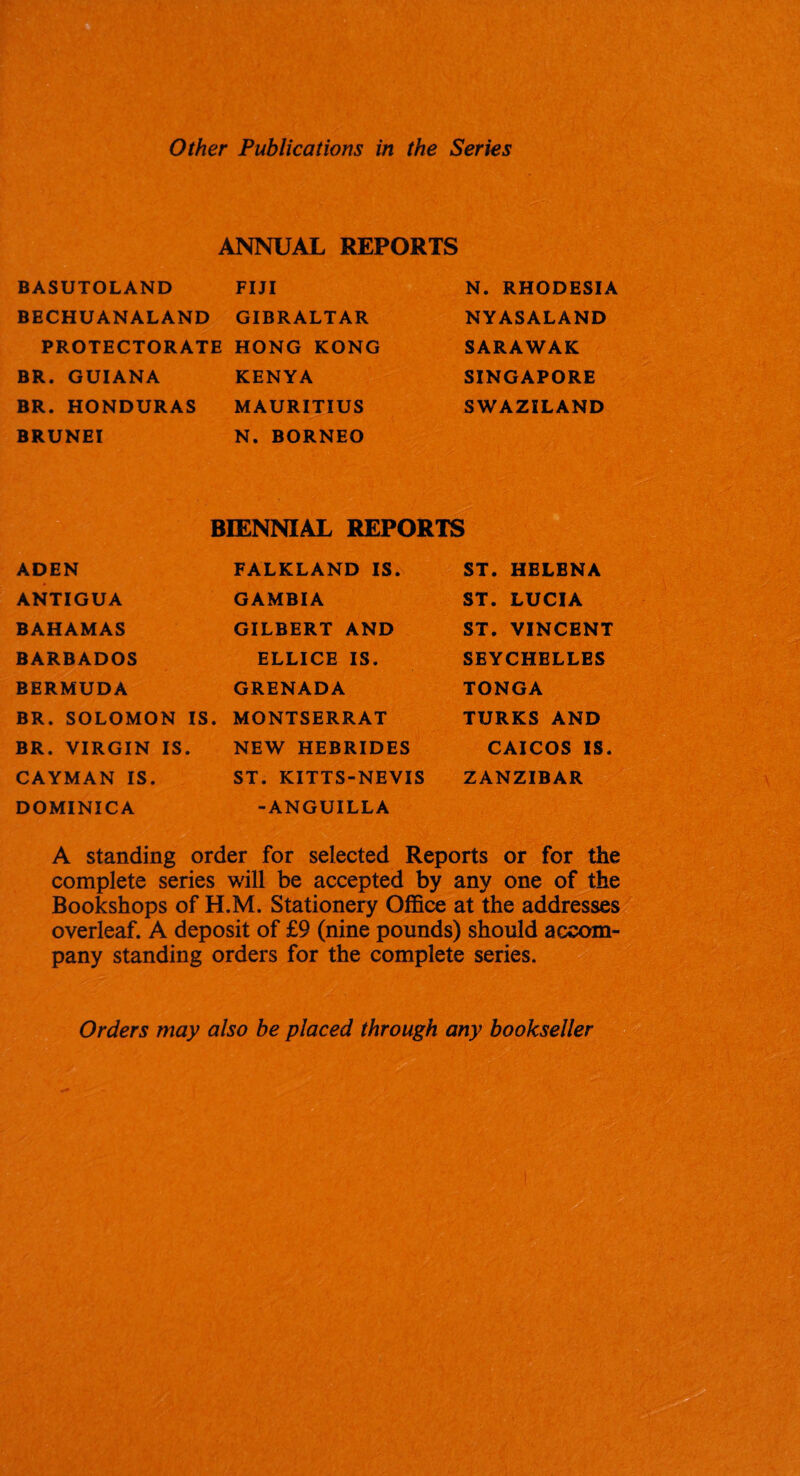 Other Publications in the Series
ANNUAL REPORTS
BASUTOLAND
BECHUANALAND
PROTECTORATE
BR. GUIANA
BR. HONDURAS
BRUNEI
FIJI
GIBRALTAR
HONG KONG
KENYA
MAURITIUS
N. BORNEO
N. RHODESIA
NYASALAND
SARAWAK
SINGAPORE
SWAZILAND
BIENNIAL REPORTS
ADEN
ANTIGUA
BAHAMAS
BARBADOS
BERMUDA
BR. SOLOMON IS.
BR. VIRGIN IS.
CAYMAN IS.
DOMINICA
FALKLAND IS.
GAMBIA
GILBERT AND
ELLICE IS.
GRENADA
MONTSERRAT
NEW HEBRIDES
ST. KITTS-NEVIS
-ANGUILLA
ST. HELENA
ST. LUCIA
ST. VINCENT
SEYCHELLES
TONGA
TURKS AND
CAICOS IS.
ZANZIBAR
A standing order for selected Reports or for the
complete series will be accepted by any one of the
Bookshops of H.M. Stationery Office at the addresses
overleaf. A deposit of £9 (nine pounds) should accom-
pany standing orders for the complete series.
Orders may also be placed through any bookseller